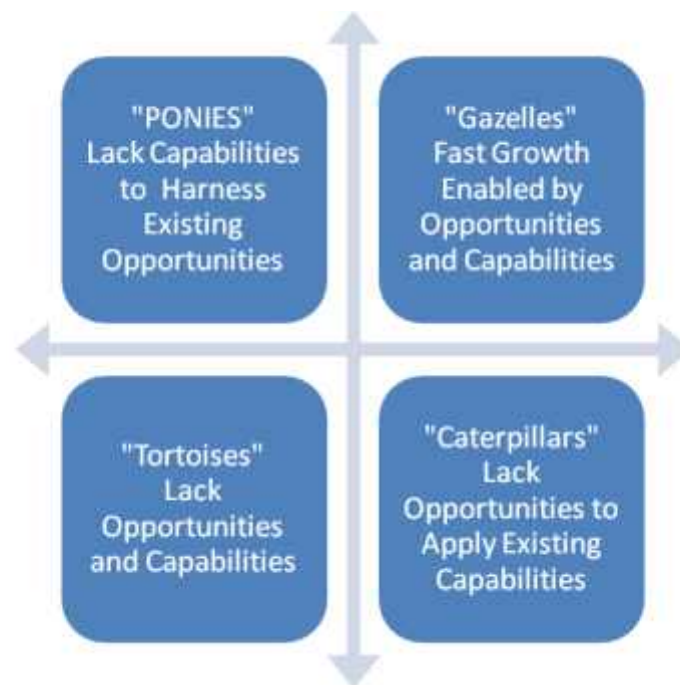 "PONIES"
Lack Capabilities
to Harness
Existing
Opportunities
"Gazelles"
Fast Growth
Enabled by
Opportunities
and Capabilities
"Tortoises"
Lack
Opportunities
and Capabilities
"Caterpillars"
Lack
Opportunities to
Apply Existing
Capabilities